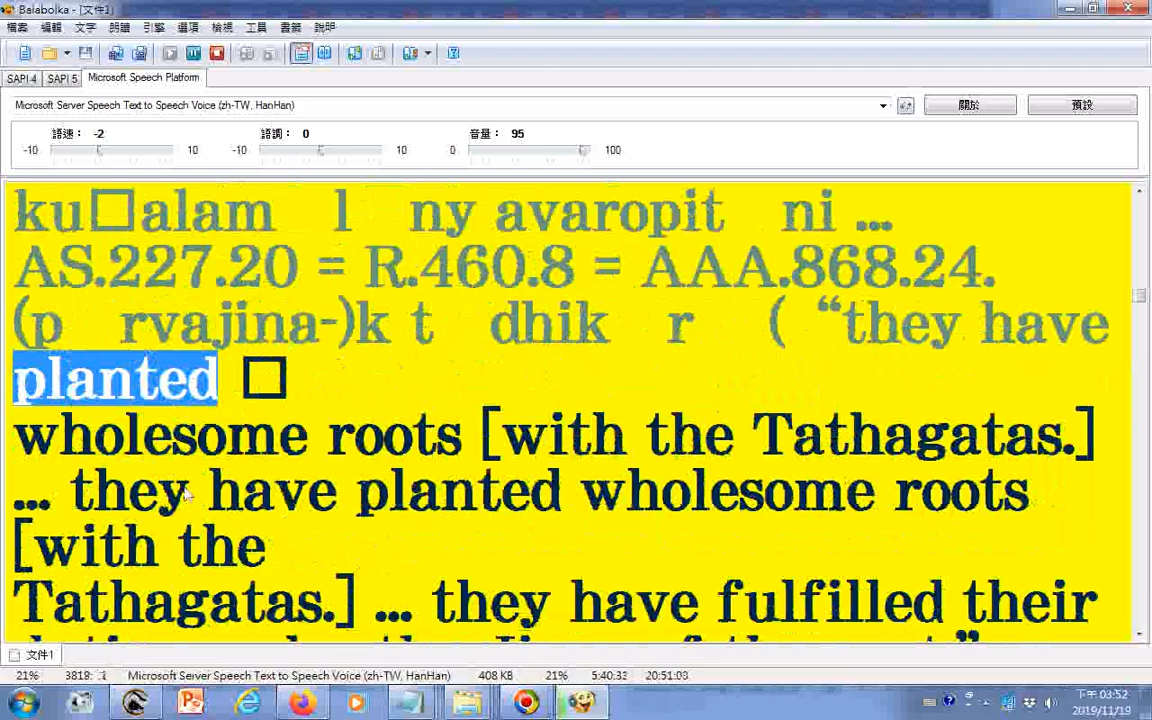 Balabolka - [文件1]
檔案 編輯 文字 朗讀 引擎 選項 檢視 工具 書籤 說明
SAPI 4 SAPI 5 Microsoft Speech Platform
Microsoft Server Speech Text to Speech Voice (zh-TW, HanHan) 關於 預設
語速： -2 語調： 0 音量： 95
-10 10 -10 10 0 100
ku□alam l ny avaropit ni ...
AS.227.20 = R.460.8 = AAA.868.24.
(p rvajina-)k t dhik r ( “they have
planted □
wholesome roots [with the Tathagatas.]
... they have planted wholesome roots
[with the
Tathagatas.] ... they have fulfilled their
文件1
21% 3818: 1 Microsoft Server Speech Text to Speech Voice (zh-TW, HanHan) 408 KB 21% 5:40:33 20:51:03
下午 03:52
2019/11/19